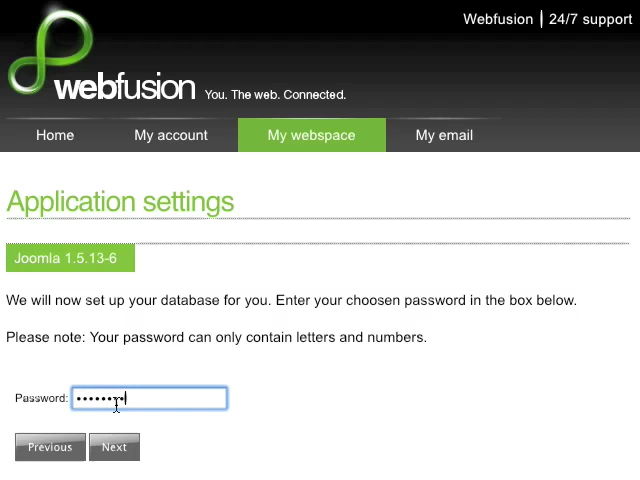 Webfusion | 24/7 support
webfusion You. The web. Connected.
Home My account My webspace My email
Application settings
Joomla 1.5.13-6
We will now set up your database for you. Enter your choosen password in the box below.
Please note: Your password can only contain letters and numbers.
Password: •••••••••
Previous Next